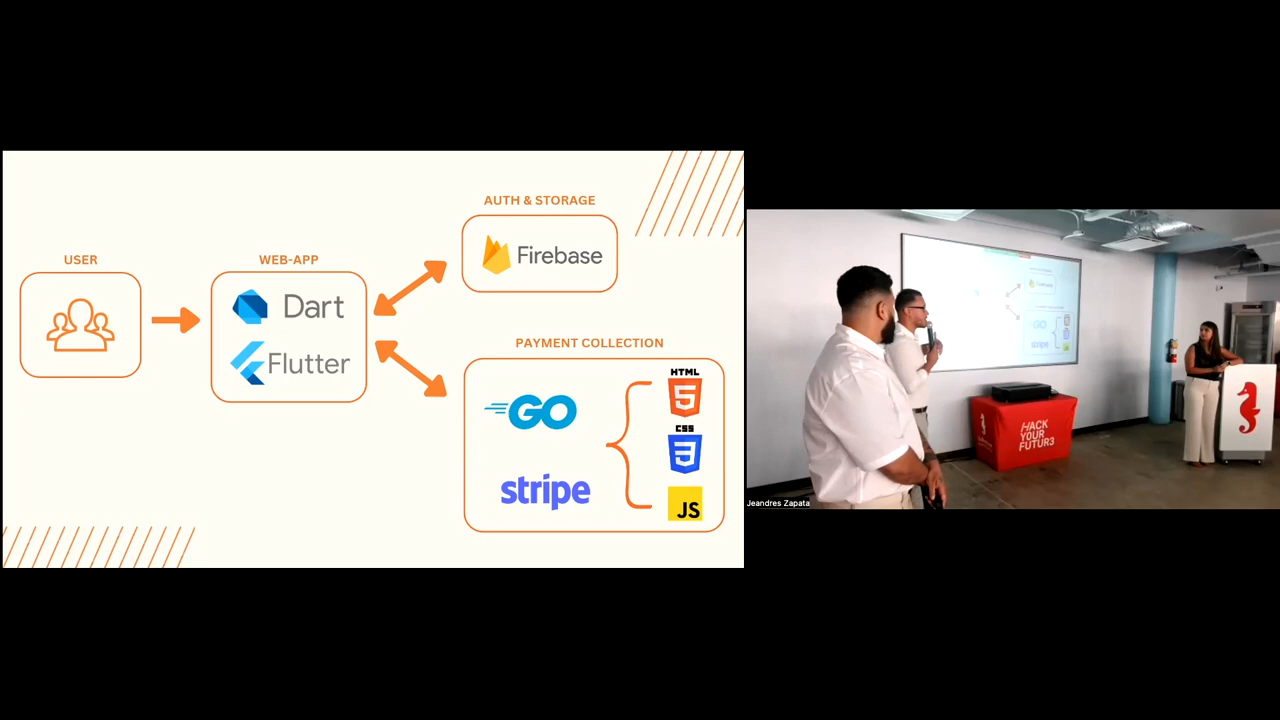 AUTH & STORAGE
Firebase
USER
WEB-APP
Dart
Flutter
PAYMENT COLLECTION
GO
stripe
HTML
5
CSS
3
JS
HACK
YOUR
FUTUR3
Jeandres Zapata